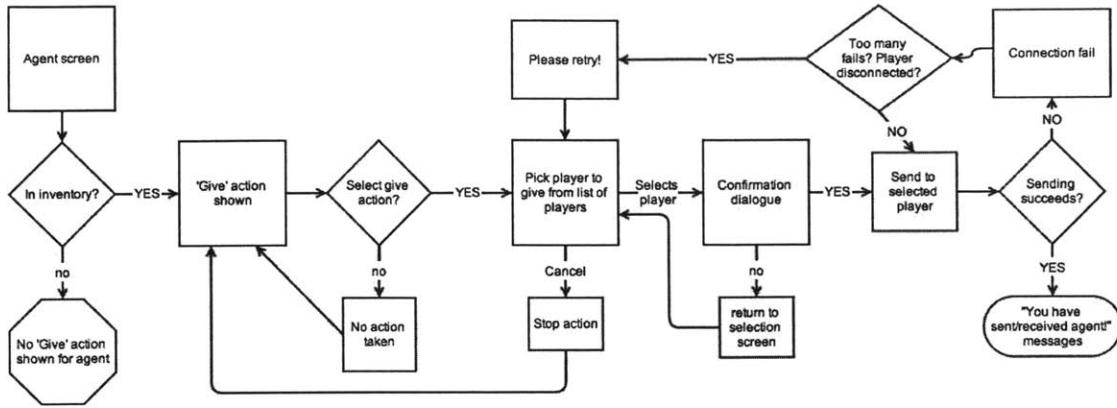 Agent screen
Please retry!
YES
Too many
fails? Player
disconnected?
Connection fail
NO
NO
In inventory?
YES
'Give' action
shown
Select give
action?
YES
Pick player to
give from list of
players
Selects
player
Confirmation
dialogue
YES
Send to
selected
player
Sending
succeeds?
no
no
Cancel
no
YES
No 'Give' action
shown for agent
No action
taken
Stop action
return to
selection
screen
"You have
sent/received agent!"
messages